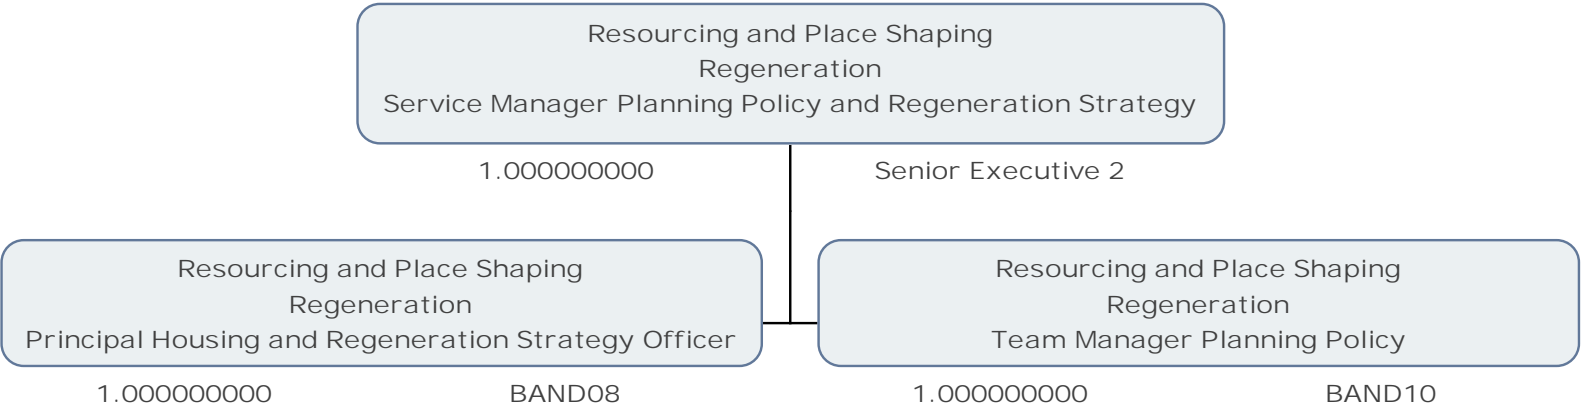 Resourcing and Place Shaping
Regeneration
Service Manager Planning Policy and Regeneration Strategy
1.000000000 Senior Executive 2
Resourcing and Place Shaping
Regeneration
Principal Housing and Regeneration Strategy Officer
1.000000000 BAND08
Resourcing and Place Shaping
Regeneration
Team Manager Planning Policy
1.000000000 BAND10